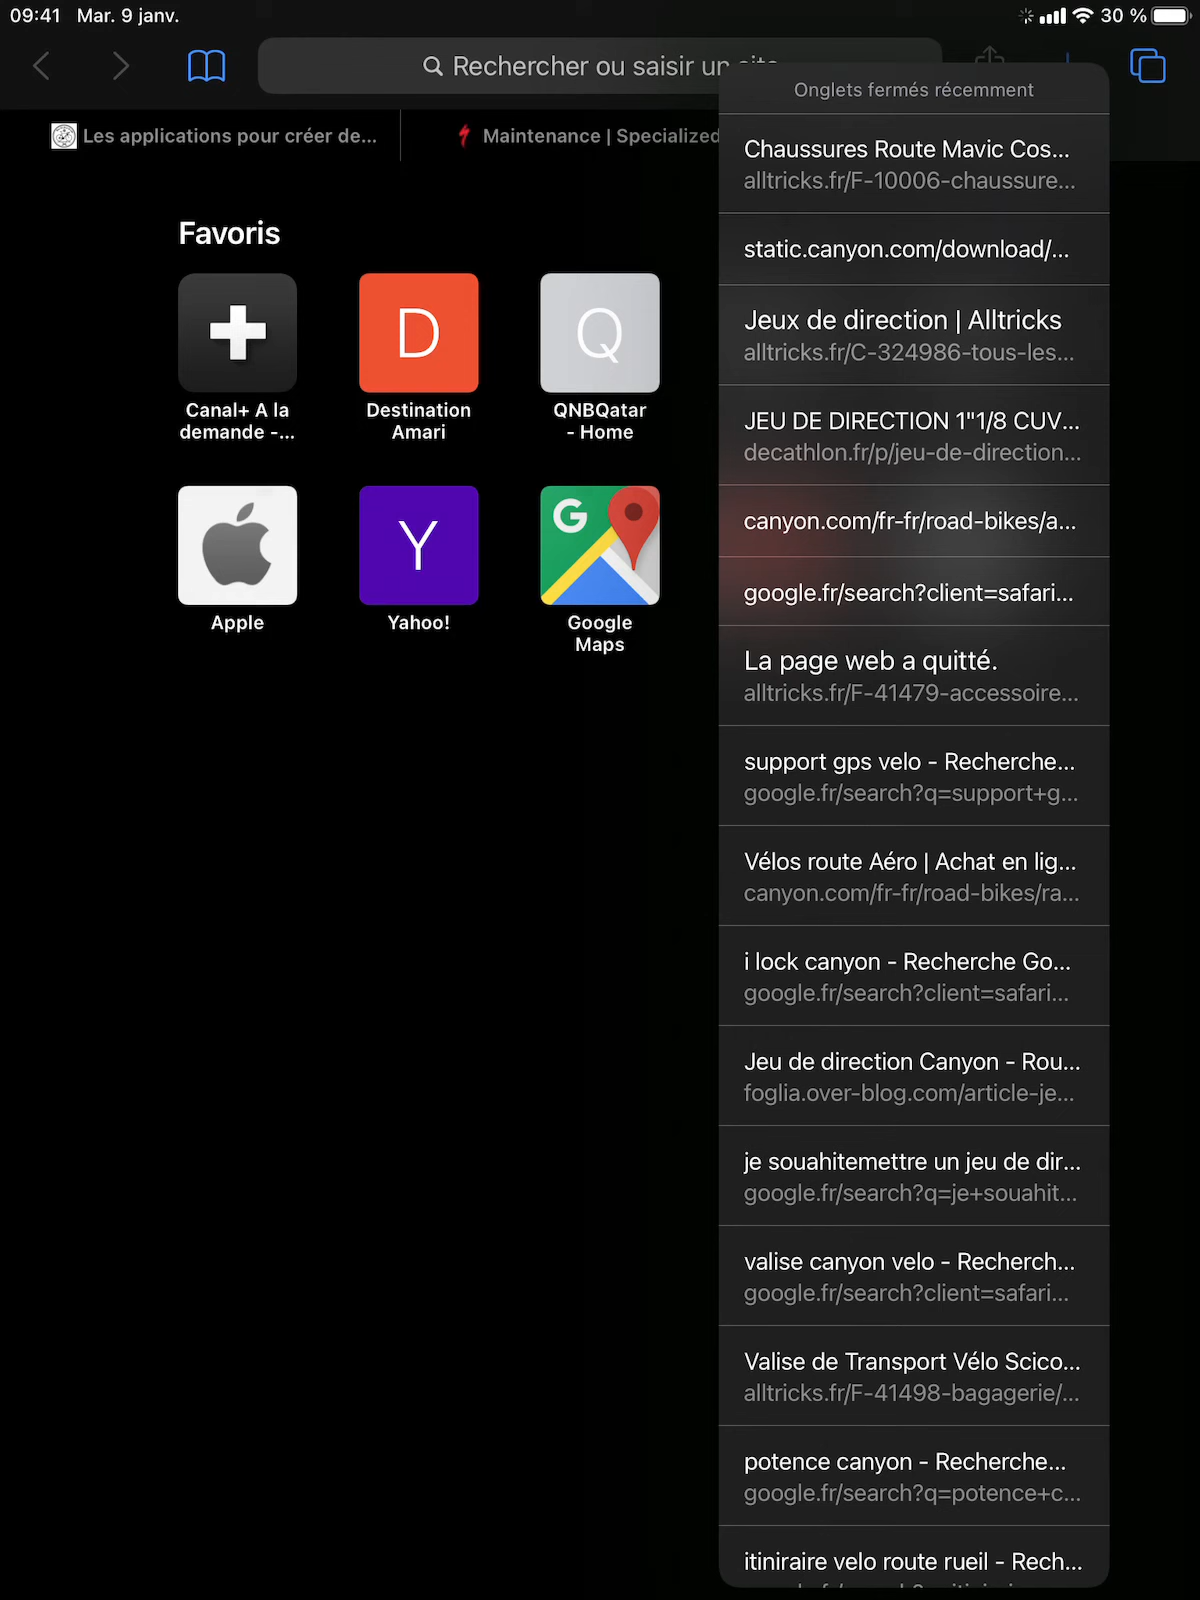 09:41 Mar. 9 janv.
30 %
Rechercher ou saisir un site
Les applications pour créer de...
Maintenance | Specialized
Favoris
Canal+ A la
demande -...
D
Destination
Amari
Q
QNBQatar
- Home
Apple
Y
Yahoo!
G
Google
Maps
Onglets fermés récemment
Chaussures Route Mavic Cos...
alltricks.fr/F-10006-chaussure...
static.canyon.com/download/...
Jeux de direction | Alltricks
alltricks.fr/C-324986-tous-les...
JEU DE DIRECTION 1"1/8 CUV...
decathlon.fr/p/jeu-de-direction...
canyon.com/fr-fr/road-bikes/a...
google.fr/search?client=safari...
La page web a quitté.
alltricks.fr/F-41479-accessoire...
support gps velo - Recherche...
google.fr/search?q=support+g...
Vélos route Aéro | Achat en lig...
canyon.com/fr-fr/road-bikes/ra...
i lock canyon - Recherche Go...
google.fr/search?client=safari...
Jeu de direction Canyon - Rou...
foglia.over-blog.com/article-je...
je souahitemettre un jeu de dir...
google.fr/search?q=je+souahit...
valise canyon velo - Recherch...
google.fr/search?client=safari...
Valise de Transport Vélo Scico...
alltricks.fr/F-41498-bagagerie/...
potence canyon - Recherche...
google.fr/search?q=potence+c...
itiniraire velo route rueil - Rech...